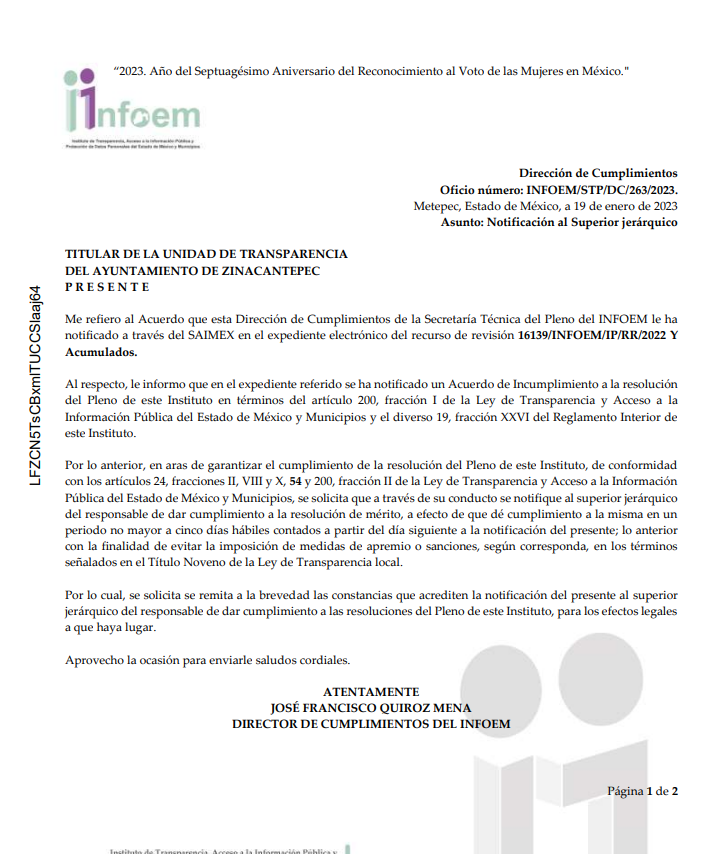 “2023. Año del Septuagésimo Aniversario del Reconocimiento al Voto de las Mujeres en México.”
infoem
Instituto de Transparencia, Acceso a la Información Pública y
Protección de Datos Personales del Estado de México y Municipios
Dirección de Cumplimientos
Oficio número: INFOEM/STP/DC/263/2023.
Metepec, Estado de México, a 19 de enero de 2023
Asunto: Notificación al Superior jerárquico
TITULAR DE LA UNIDAD DE TRANSPARENCIA
DEL AYUNTAMIENTO DE ZINACANTEPEC
P R E S E N T E
Me refiero al Acuerdo que esta Dirección de Cumplimientos de la Secretaría Técnica del Pleno del INFOEM le ha
notificado a través del SAIMEX en el expediente electrónico del recurso de revisión 16139/INFOEM/IP/RR/2022 Y
Acumulados.
Al respecto, le informo que en el expediente referido se ha notificado un Acuerdo de Incumplimiento a la resolución
del Pleno de este Instituto en términos del artículo 200, fracción I de la Ley de Transparencia y Acceso a la
Información Pública del Estado de México y Municipios y el diverso 19, fracción XXVI del Reglamento Interior de
este Instituto.
Por lo anterior, en aras de garantizar el cumplimiento de la resolución del Pleno de este Instituto, de conformidad
con los artículos 24, fracciones II, VIII y X, 54 y 200, fracción II de la Ley de Transparencia y Acceso a la Información
Pública del Estado de México y Municipios, se solicita que a través de su conducto se notifique al superior jerárquico
del responsable de dar cumplimiento a la resolución de mérito, a efecto de que dé cumplimiento a la misma en un
periodo no mayor a cinco días hábiles contados a partir del día siguiente a la notificación del presente; lo anterior
con la finalidad de evitar la imposición de medidas de apremio o sanciones, según corresponda, en los términos
señalados en el Título Noveno de la Ley de Transparencia local.
Por lo cual, se solicita se remita a la brevedad las constancias que acrediten la notificación del presente al superior
jerárquico del responsable de dar cumplimiento a las resoluciones del Pleno de este Instituto, para los efectos legales
a que haya lugar.
Aprovecho la ocasión para enviarle saludos cordiales.
ATENTAMENTE
JOSÉ FRANCISCO QUIROZ MENA
DIRECTOR DE CUMPLIMIENTOS DEL INFOEM
Página 1 de 2
Instituto de Transparencia, Acceso a la Información Pública y